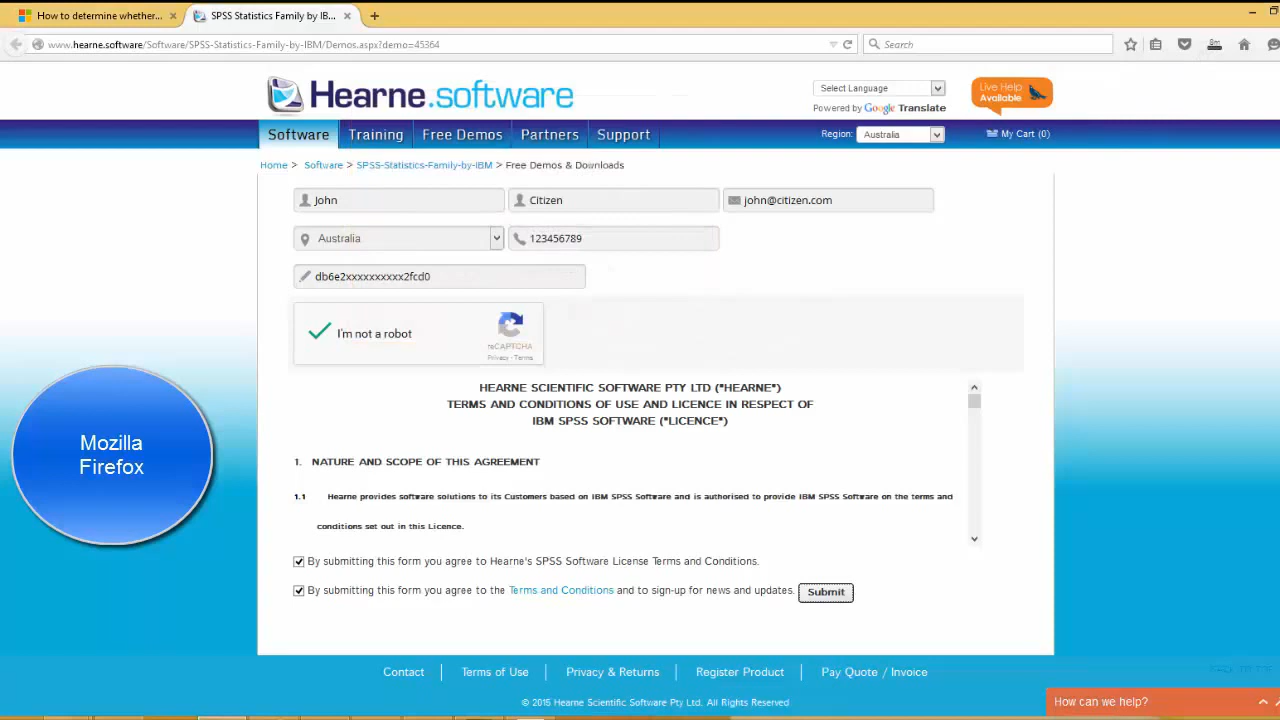 How to determine whether...
SPSS Statistics Family by IB...
www.hearne.software/Software/SPSS-Statistics-Family-by-IBM/Demos.aspx?demo=45364
Search
Hearne.software
Select Language
Powered by Google Translate
Live Help
Available
Software Training Free Demos Partners Support
Region: Australia
My Cart (0)
Home > Software > SPSS-Statistics-Family-by-IBM > Free Demos & Downloads
John
Citizen
john@citizen.com
Australia
123456789
db6e2xxxxxxxxxx2fcd0
I'm not a robot
reCAPTCHA
Privacy - Terms
HEARNE SCIENTIFIC SOFTWARE PTY LTD ("HEARNE")
TERMS AND CONDITIONS OF USE AND LICENCE IN RESPECT OF
IBM SPSS SOFTWARE ("LICENCE")
1. NATURE AND SCOPE OF THIS AGREEMENT
1.1 Hearne provides software solutions to its Customers based on IBM SPSS Software and is authorised to provide IBM SPSS Software on the terms and
conditions set out in this Licence.
Mozilla
Firefox
By submitting this form you agree to Hearne's SPSS Software License Terms and Conditions.
By submitting this form you agree to the Terms and Conditions and to sign-up for news and updates. Submit
Contact Terms of Use Privacy & Returns Register Product Pay Quote / Invoice
© 2015 Hearne Scientific Software Pty Ltd. All Rights Reserved
How can we help?